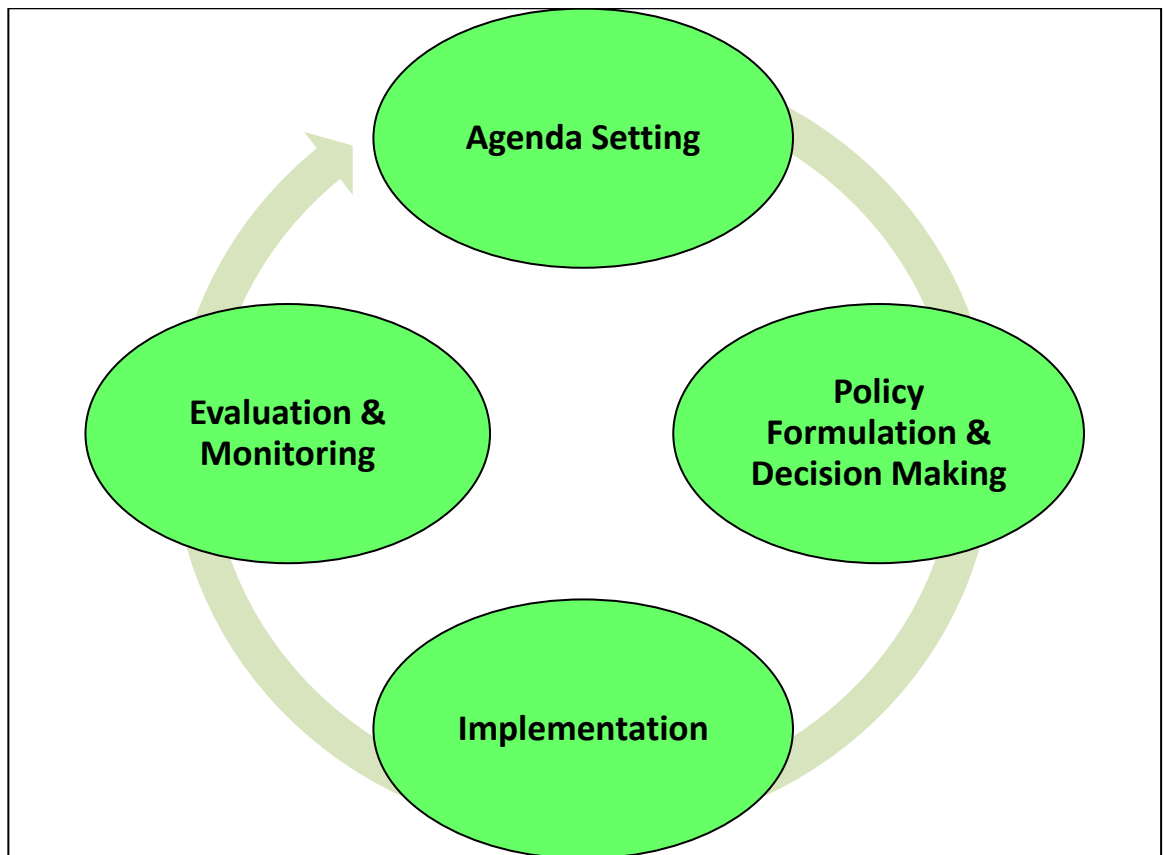 Agenda Setting
Policy
Formulation &
Decision Making
Implementation
Evaluation &
Monitoring